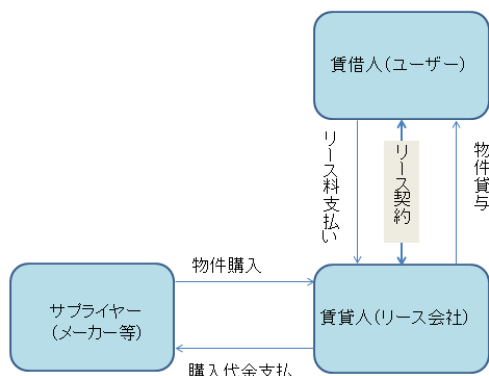 賃借人(ユーザー)
リース料支払い
リース契約
物件貸与
物件購入
サプライヤー
(メーカー等)
賃貸人(リース会社)
購入代金支払